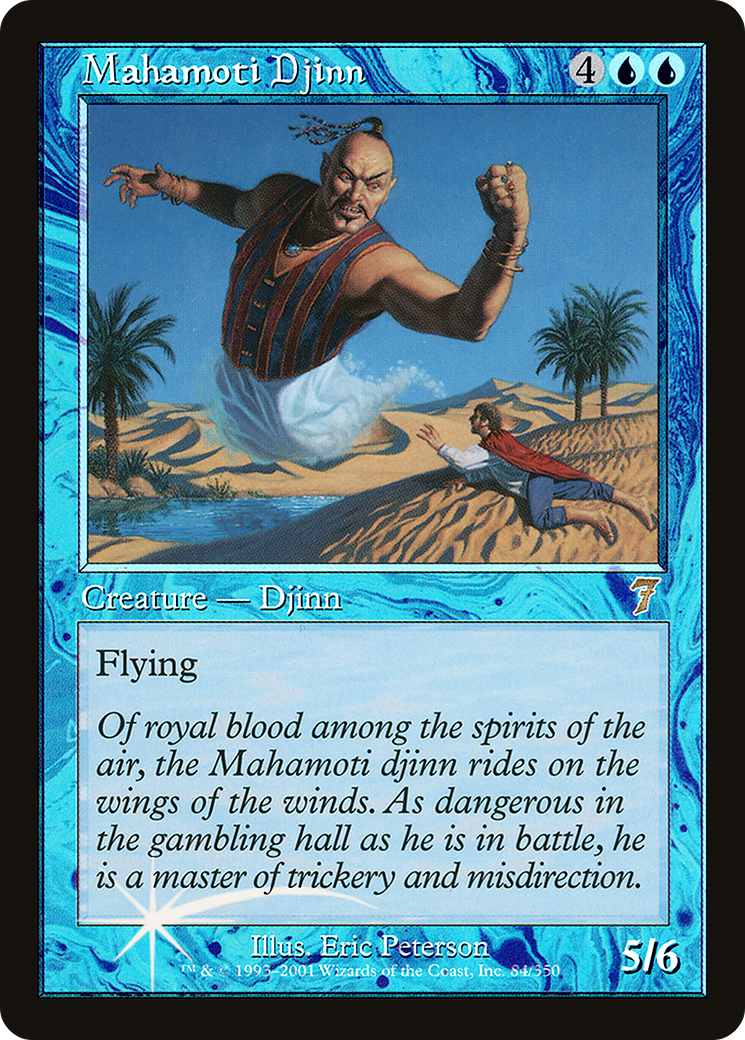 Mahamoti Djinn 4
Creature — Djinn 7
Flying
Of royal blood among the spirits of the
air, the Mahamoti djinn rides on the
wings of the winds. As dangerous in
the gambling hall as he is in battle, he
is a master of trickery and misdirection.
Illus. Eric Peterson
5/6
™ & © 1993–2001 Wizards of the Coast, Inc. 84/350